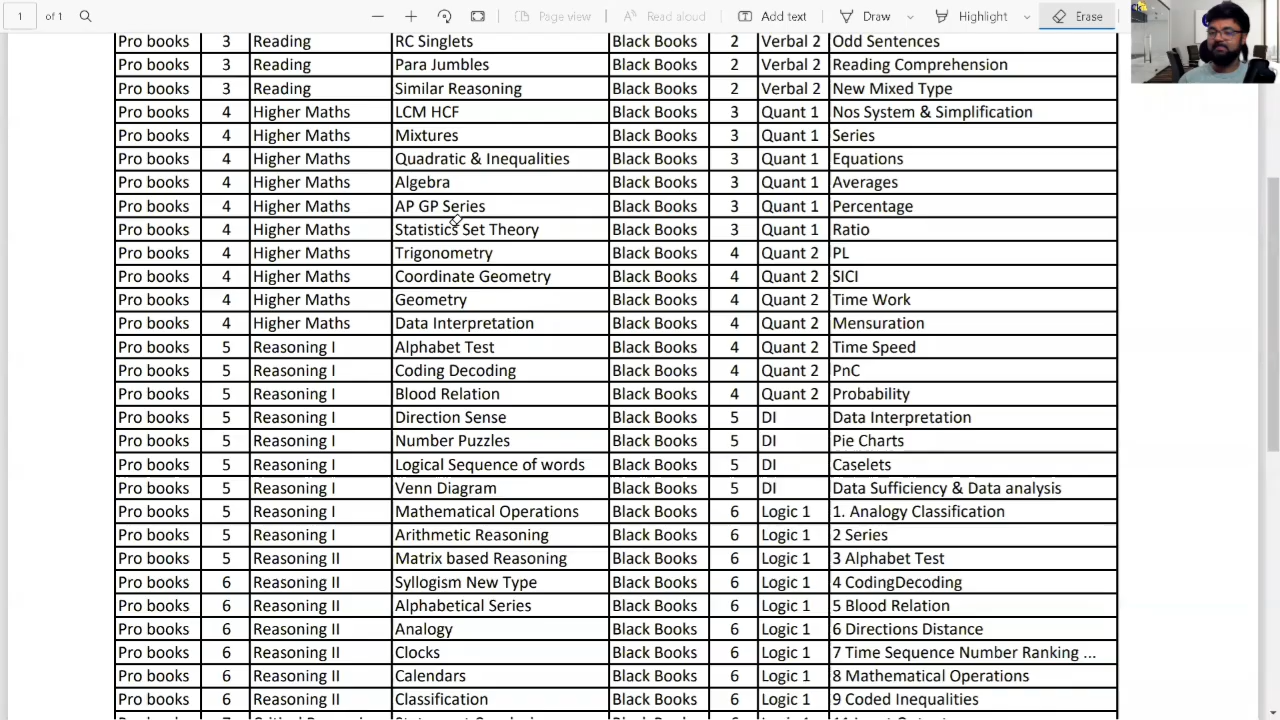 1 of 1 Page view Read aloud Add text Draw Highlight Erase
Pro books 3 Reading RC Singlets Black Books 2 Verbal 2 Odd Sentences
Pro books 3 Reading Para Jumbles Black Books 2 Verbal 2 Reading Comprehension
Pro books 3 Reading Similar Reasoning Black Books 2 Verbal 2 New Mixed Type
Pro books 4 Higher Maths LCM HCF Black Books 3 Quant 1 Nos System & Simplification
Pro books 4 Higher Maths Mixtures Black Books 3 Quant 1 Series
Pro books 4 Higher Maths Quadratic & Inequalities Black Books 3 Quant 1 Equations
Pro books 4 Higher Maths Algebra Black Books 3 Quant 1 Averages
Pro books 4 Higher Maths AP GP Series Black Books 3 Quant 1 Percentage
Pro books 4 Higher Maths Statistics Set Theory Black Books 3 Quant 1 Ratio
Pro books 4 Higher Maths Trigonometry Black Books 4 Quant 2 PL
Pro books 4 Higher Maths Coordinate Geometry Black Books 4 Quant 2 SICI
Pro books 4 Higher Maths Geometry Black Books 4 Quant 2 Time Work
Pro books 4 Higher Maths Data Interpretation Black Books 4 Quant 2 Mensuration
Pro books 5 Reasoning I Alphabet Test Black Books 4 Quant 2 Time Speed
Pro books 5 Reasoning I Coding Decoding Black Books 4 Quant 2 PnC
Pro books 5 Reasoning I Blood Relation Black Books 4 Quant 2 Probability
Pro books 5 Reasoning I Direction Sense Black Books 5 DI Data Interpretation
Pro books 5 Reasoning I Number Puzzles Black Books 5 DI Pie Charts
Pro books 5 Reasoning I Logical Sequence of words Black Books 5 DI Caselets
Pro books 5 Reasoning I Venn Diagram Black Books 5 DI Data Sufficiency & Data analysis
Pro books 5 Reasoning I Mathematical Operations Black Books 6 Logic 1 1. Analogy Classification
Pro books 5 Reasoning I Arithmetic Reasoning Black Books 6 Logic 1 2 Series
Pro books 5 Reasoning II Matrix based Reasoning Black Books 6 Logic 1 3 Alphabet Test
Pro books 6 Reasoning II Syllogism New Type Black Books 6 Logic 1 4 CodingDecoding
Pro books 6 Reasoning II Alphabetical Series Black Books 6 Logic 1 5 Blood Relation
Pro books 6 Reasoning II Analogy Black Books 6 Logic 1 6 Directions Distance
Pro books 6 Reasoning II Clocks Black Books 6 Logic 1 7 Time Sequence Number Ranking ...
Pro books 6 Reasoning II Calendars Black Books 6 Logic 1 8 Mathematical Operations
Pro books 6 Reasoning II Classification Black Books 6 Logic 1 9 Coded Inequalities